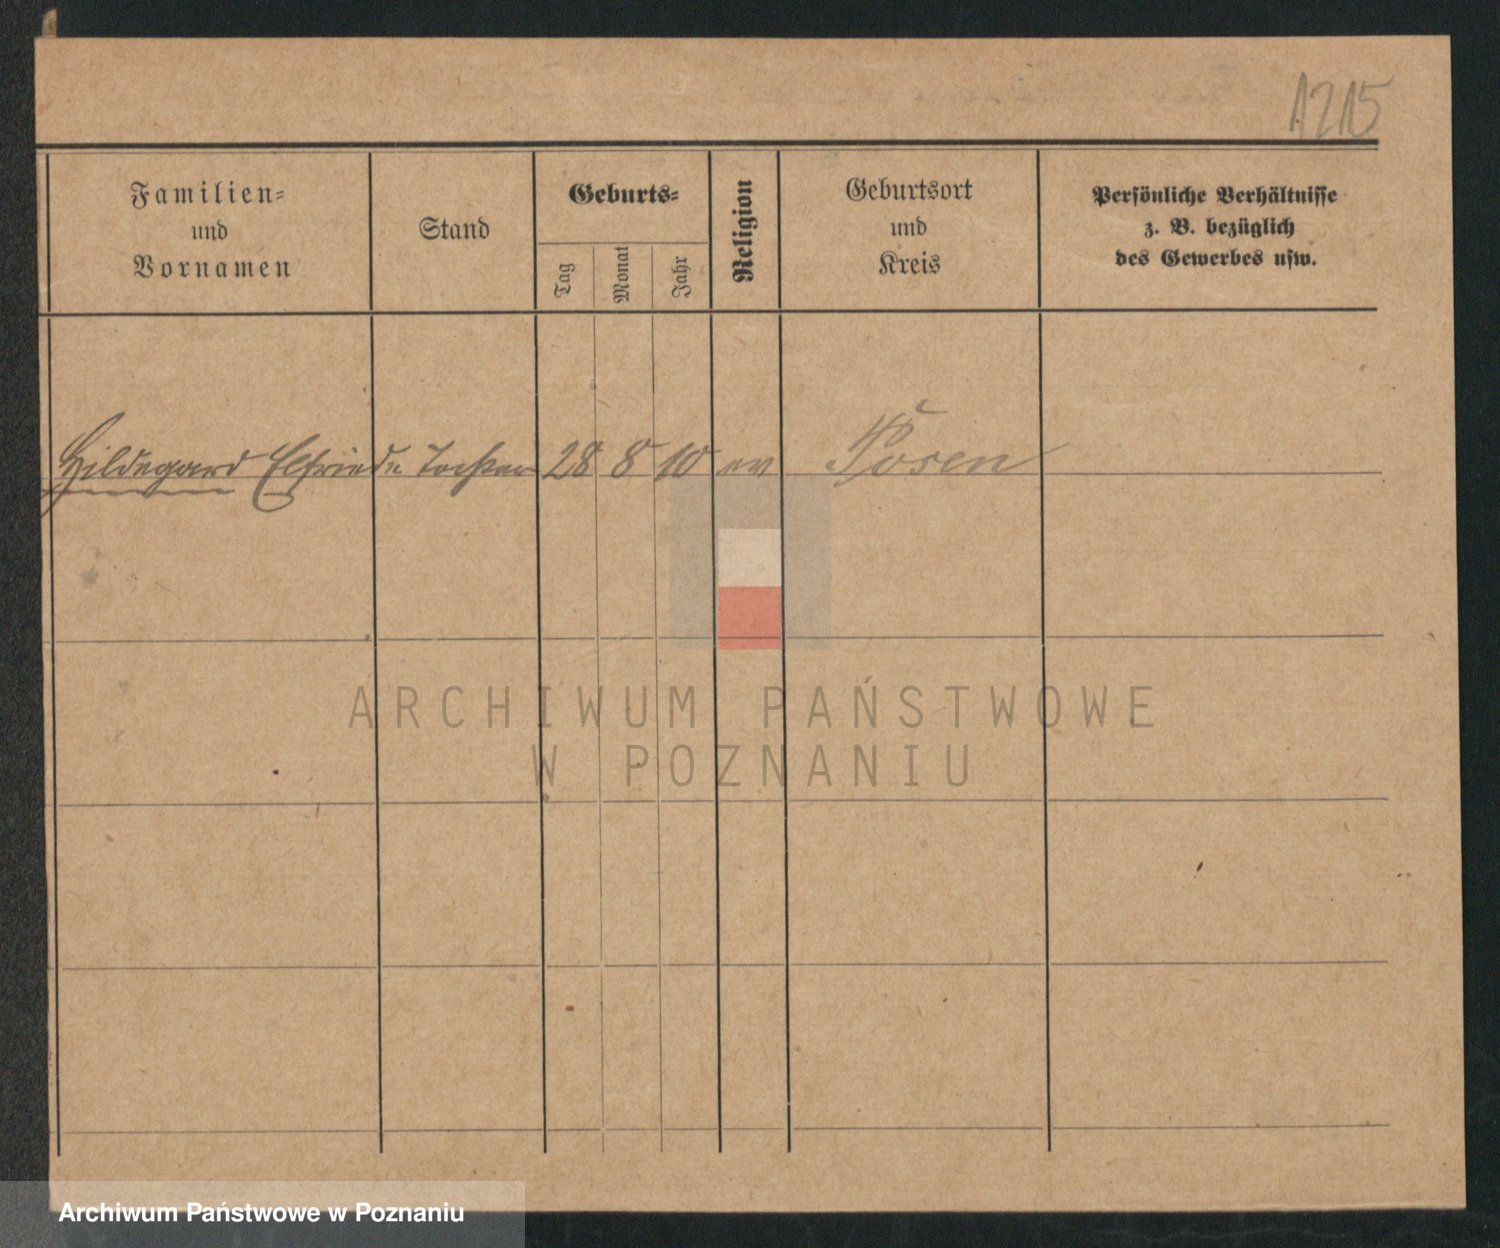 1215
Familien=
und
Vornamen
Stand
Geburts=
Tag
Monat
Jahr
Religion
Geburtsort
und
Kreis
Persönliche Verhältnisse
z. B. bezüglich
des Gewerbes usw.
Hildegard Elfriede Tochter 28 8 10 ev Posen
ARCHIWUM PAŃSTWOWE
W POZNANIU
Archiwum Państwowe w Poznaniu